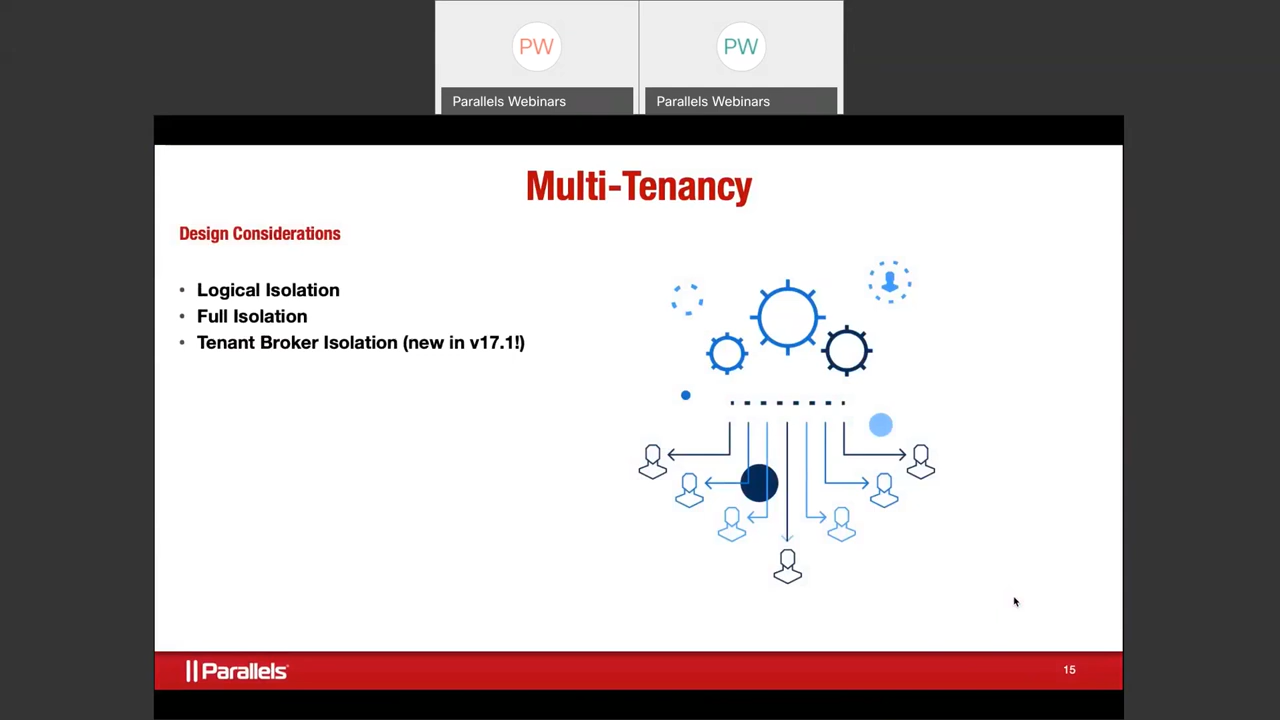 PW
PW
Parallels Webinars
Parallels Webinars
Multi-Tenancy
Design Considerations
• Logical Isolation
• Full Isolation
• Tenant Broker Isolation (new in v17.1!)
Parallels®
15